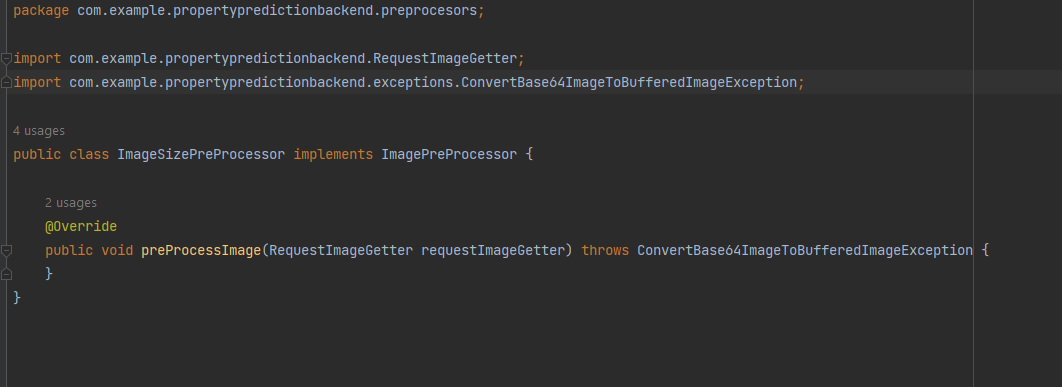 package com.example.propertypredictionbackend.preprocesors;
import com.example.propertypredictionbackend.RequestImageGetter;
import com.example.propertypredictionbackend.exceptions.ConvertBase64ImageToBufferedImageException;
4 usages
public class ImageSizePreProcessor implements ImagePreProcessor {
2 usages
@Override
public void preProcessImage(RequestImageGetter requestImageGetter) throws ConvertBase64ImageToBufferedImageException {
}
}